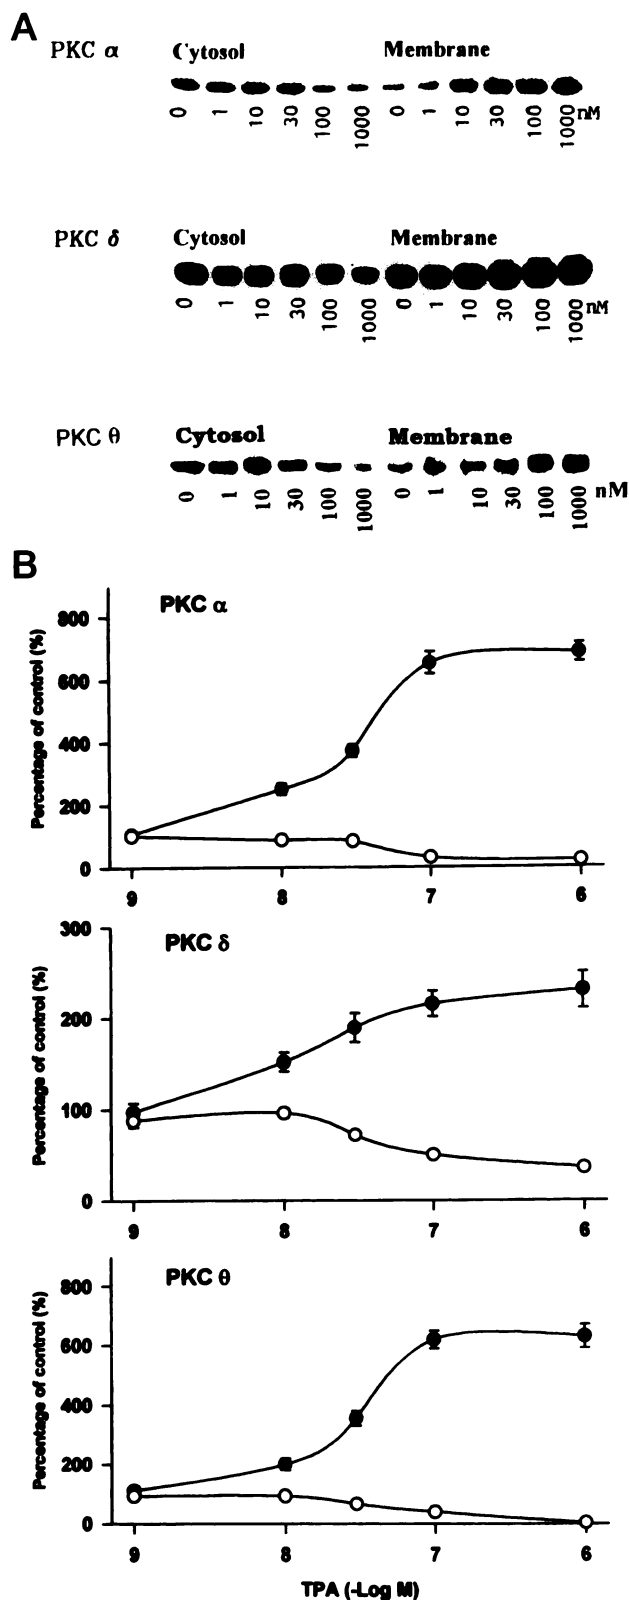 A
PKC α Cytosol Membrane
0 1 10 30 100 1000 0 1 10 30 100 1000 nM
PKC δ Cytosol Membrane
0 1 10 30 100 1000 0 1 10 30 100 1000 nM
PKC θ Cytosol Membrane
0 1 10 30 100 1000 0 1 10 30 100 1000 nM
B
PKC α
Percentage of control (%)
800
600
400
200
0
9 8 7 6
PKC δ
Percentage of control (%)
300
200
100
0
9 8 7 6
PKC θ
Percentage of control (%)
800
600
400
200
0
9 8 7 6
TPA (-Log M)